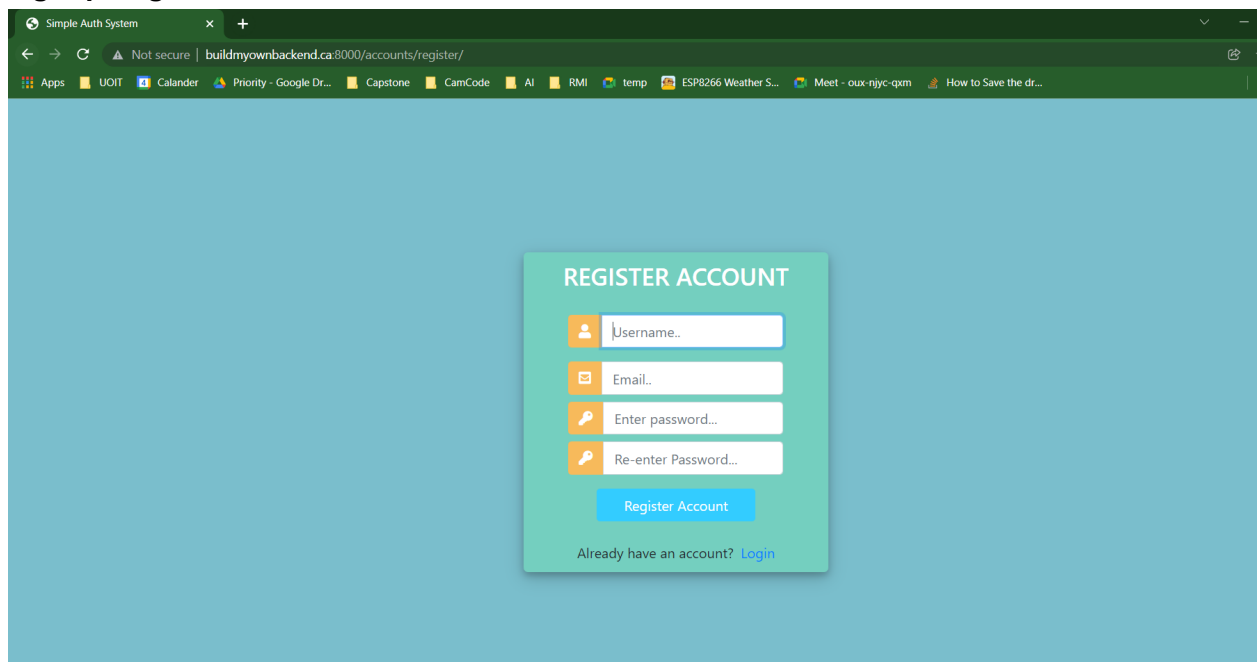 Simple Auth System
Not secure | buildmyownbackend.ca:8000/accounts/register/
Apps UOIT 4 Calander Priority - Google Dr... Capstone CamCode AI RMI temp ESP8266 Weather S... Meet - oux-njyc-qxm How to Save the dr...
REGISTER ACCOUNT
Username..
Email..
Enter password...
Re-enter Password...
Register Account
Already have an account? Login